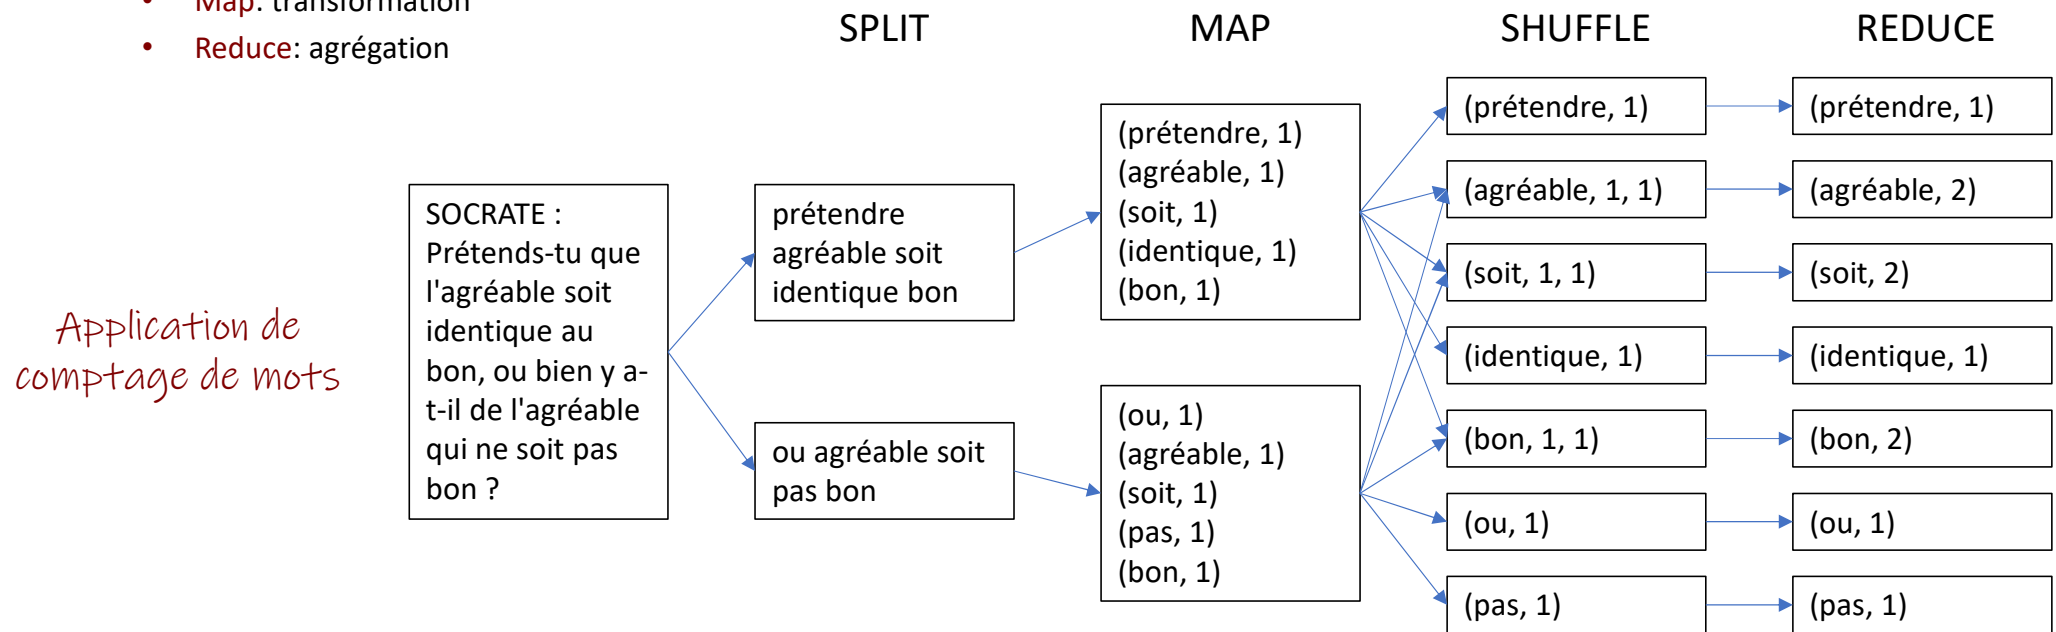 • Map: transformation
• Reduce: agrégation
SPLIT
MAP
SHUFFLE
REDUCE
Application de
comptage de mots
SOCRATE :
Prétends-tu que
l'agréable soit
identique au
bon, ou bien y a-
t-il de l'agréable
qui ne soit pas
bon ?
prétendre
agréable soit
identique bon
ou agréable soit
pas bon
(prétendre, 1)
(agréable, 1)
(soit, 1)
(identique, 1)
(bon, 1)
(ou, 1)
(agréable, 1)
(soit, 1)
(pas, 1)
(bon, 1)
(prétendre, 1)
(agréable, 1, 1)
(soit, 1, 1)
(identique, 1)
(bon, 1, 1)
(ou, 1)
(pas, 1)
(prétendre, 1)
(agréable, 2)
(soit, 2)
(identique, 1)
(bon, 2)
(ou, 1)
(pas, 1)